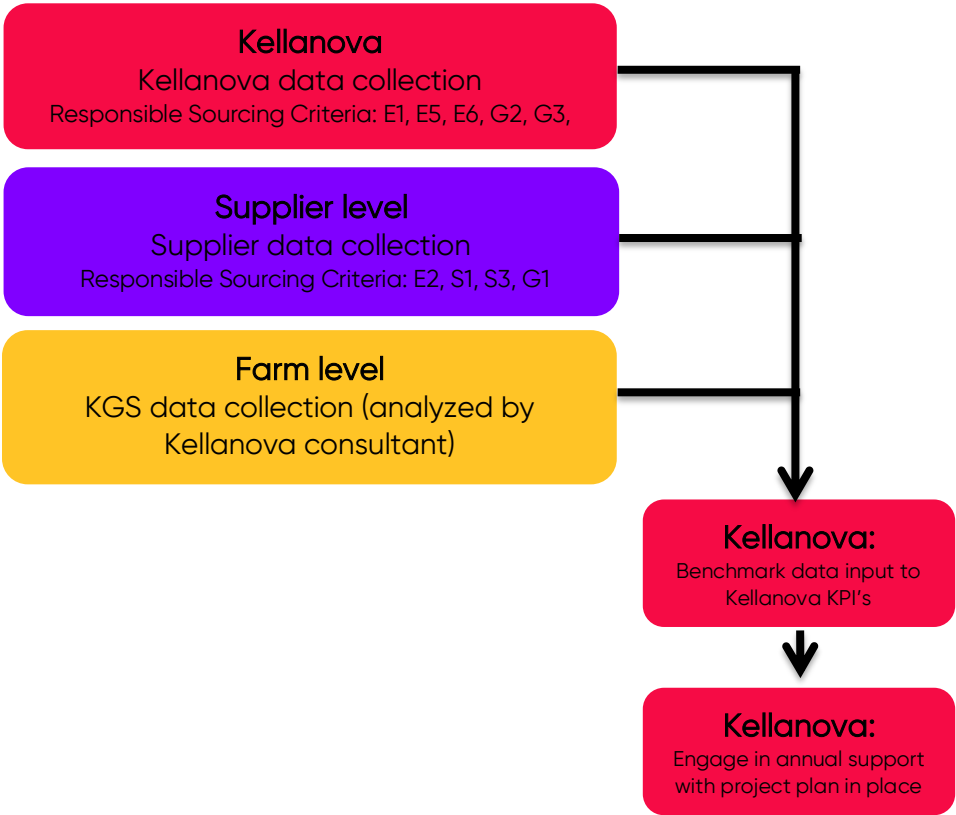 Kellanova
Kellanova data collection
Responsible Sourcing Criteria: E1, E5, E6, G2, G3,
Supplier level
Supplier data collection
Responsible Sourcing Criteria: E2, S1, S3, G1
Farm level
KGS data collection (analyzed by
Kellanova consultant)
Kellanova:
Benchmark data input to
Kellanova KPI’s
Kellanova:
Engage in annual support
with project plan in place